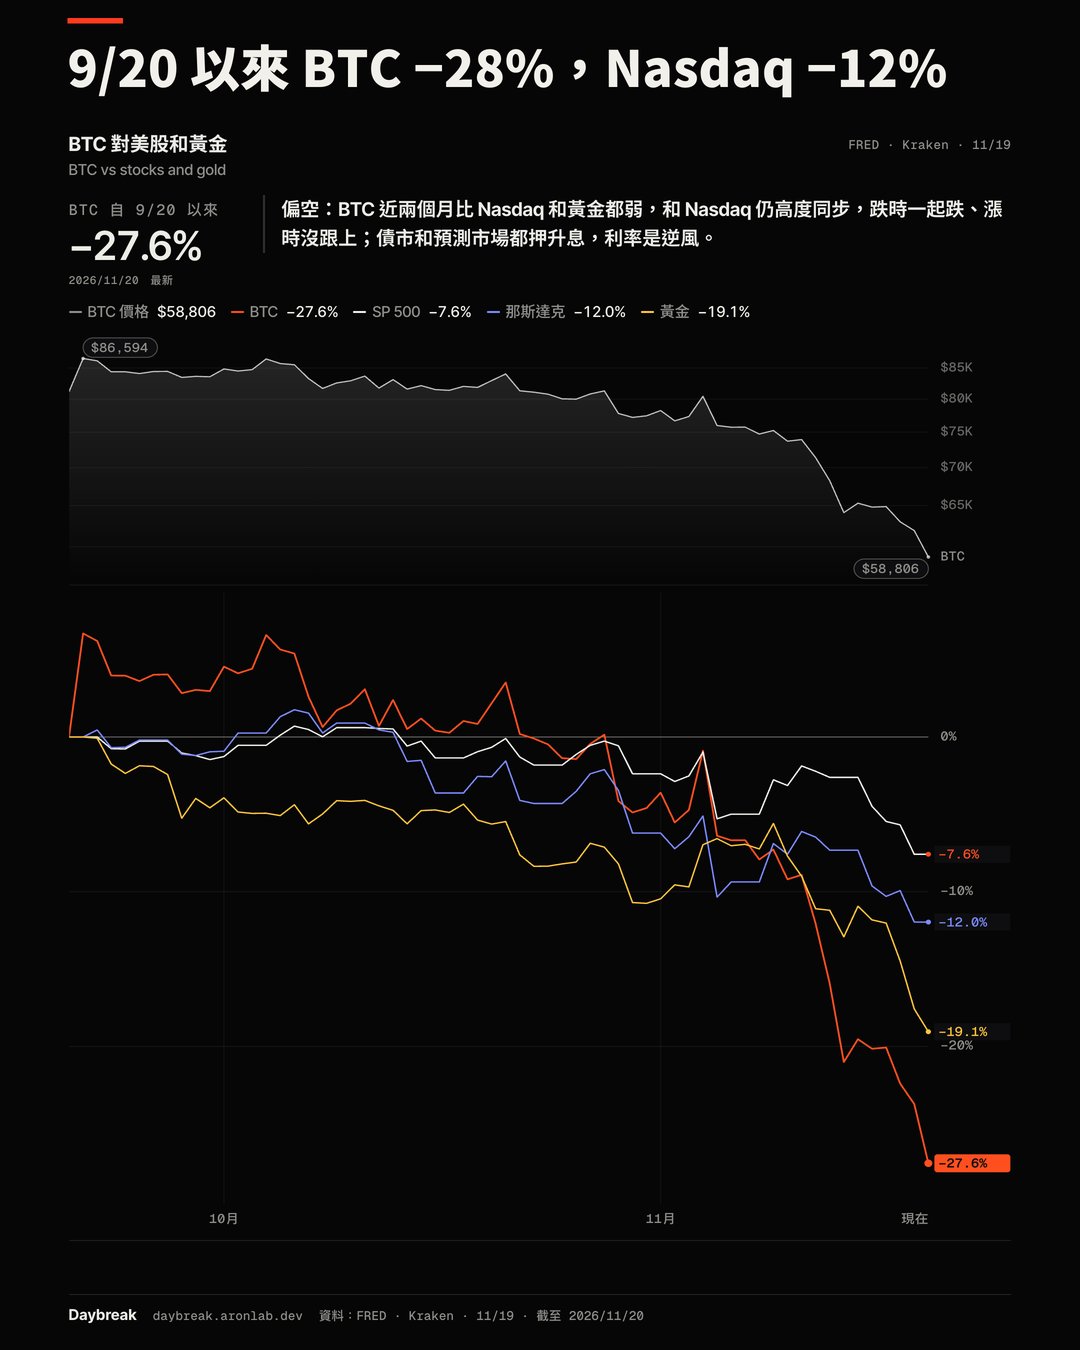 9/20 以來 BTC −28%，Nasdaq −12%
BTC 對美股和黃金
FRED · Kraken · 11/19
BTC vs stocks and gold
BTC 自 9/20 以來
−27.6%
2026/11/20 最新
偏空：BTC 近兩個月比 Nasdaq 和黃金都弱，和 Nasdaq 仍高度同步，跌時一起跌、漲
時沒跟上；債市和預測市場都押升息，利率是逆風。
BTC 價格 $58,806 BTC −27.6% SP 500 −7.6% 那斯達克 −12.0% 黃金 −19.1%
$86,594
$85K
$80K
$75K
$70K
$65K
BTC
$58,806
0%
−7.6%
−10%
−12.0%
−19.1%
−20%
−27.6%
10月 11月 現在
Daybreak daybreak.aronlab.dev 資料：FRED · Kraken · 11/19 · 截至 2026/11/20